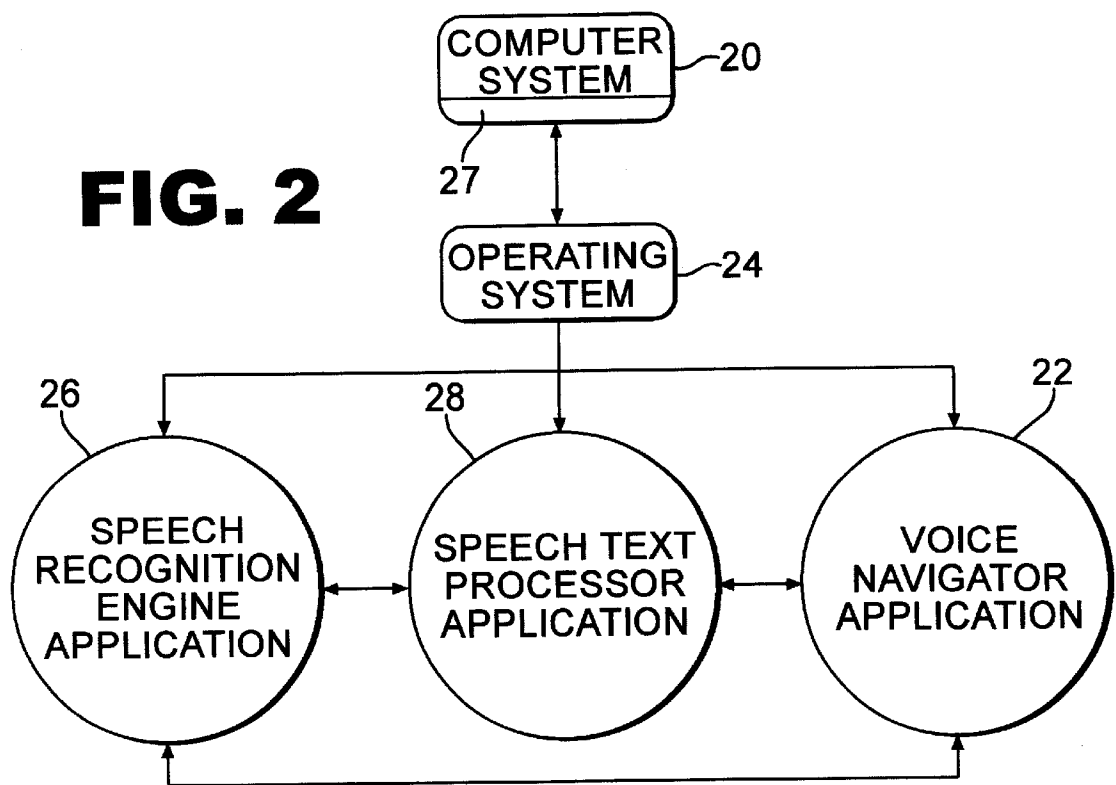 COMPUTER
SYSTEM
20
27
FIG. 2
OPERATING
SYSTEM
24
26
28
22
SPEECH
RECOGNITION
ENGINE
APPLICATION
SPEECH TEXT
PROCESSOR
APPLICATION
VOICE
NAVIGATOR
APPLICATION